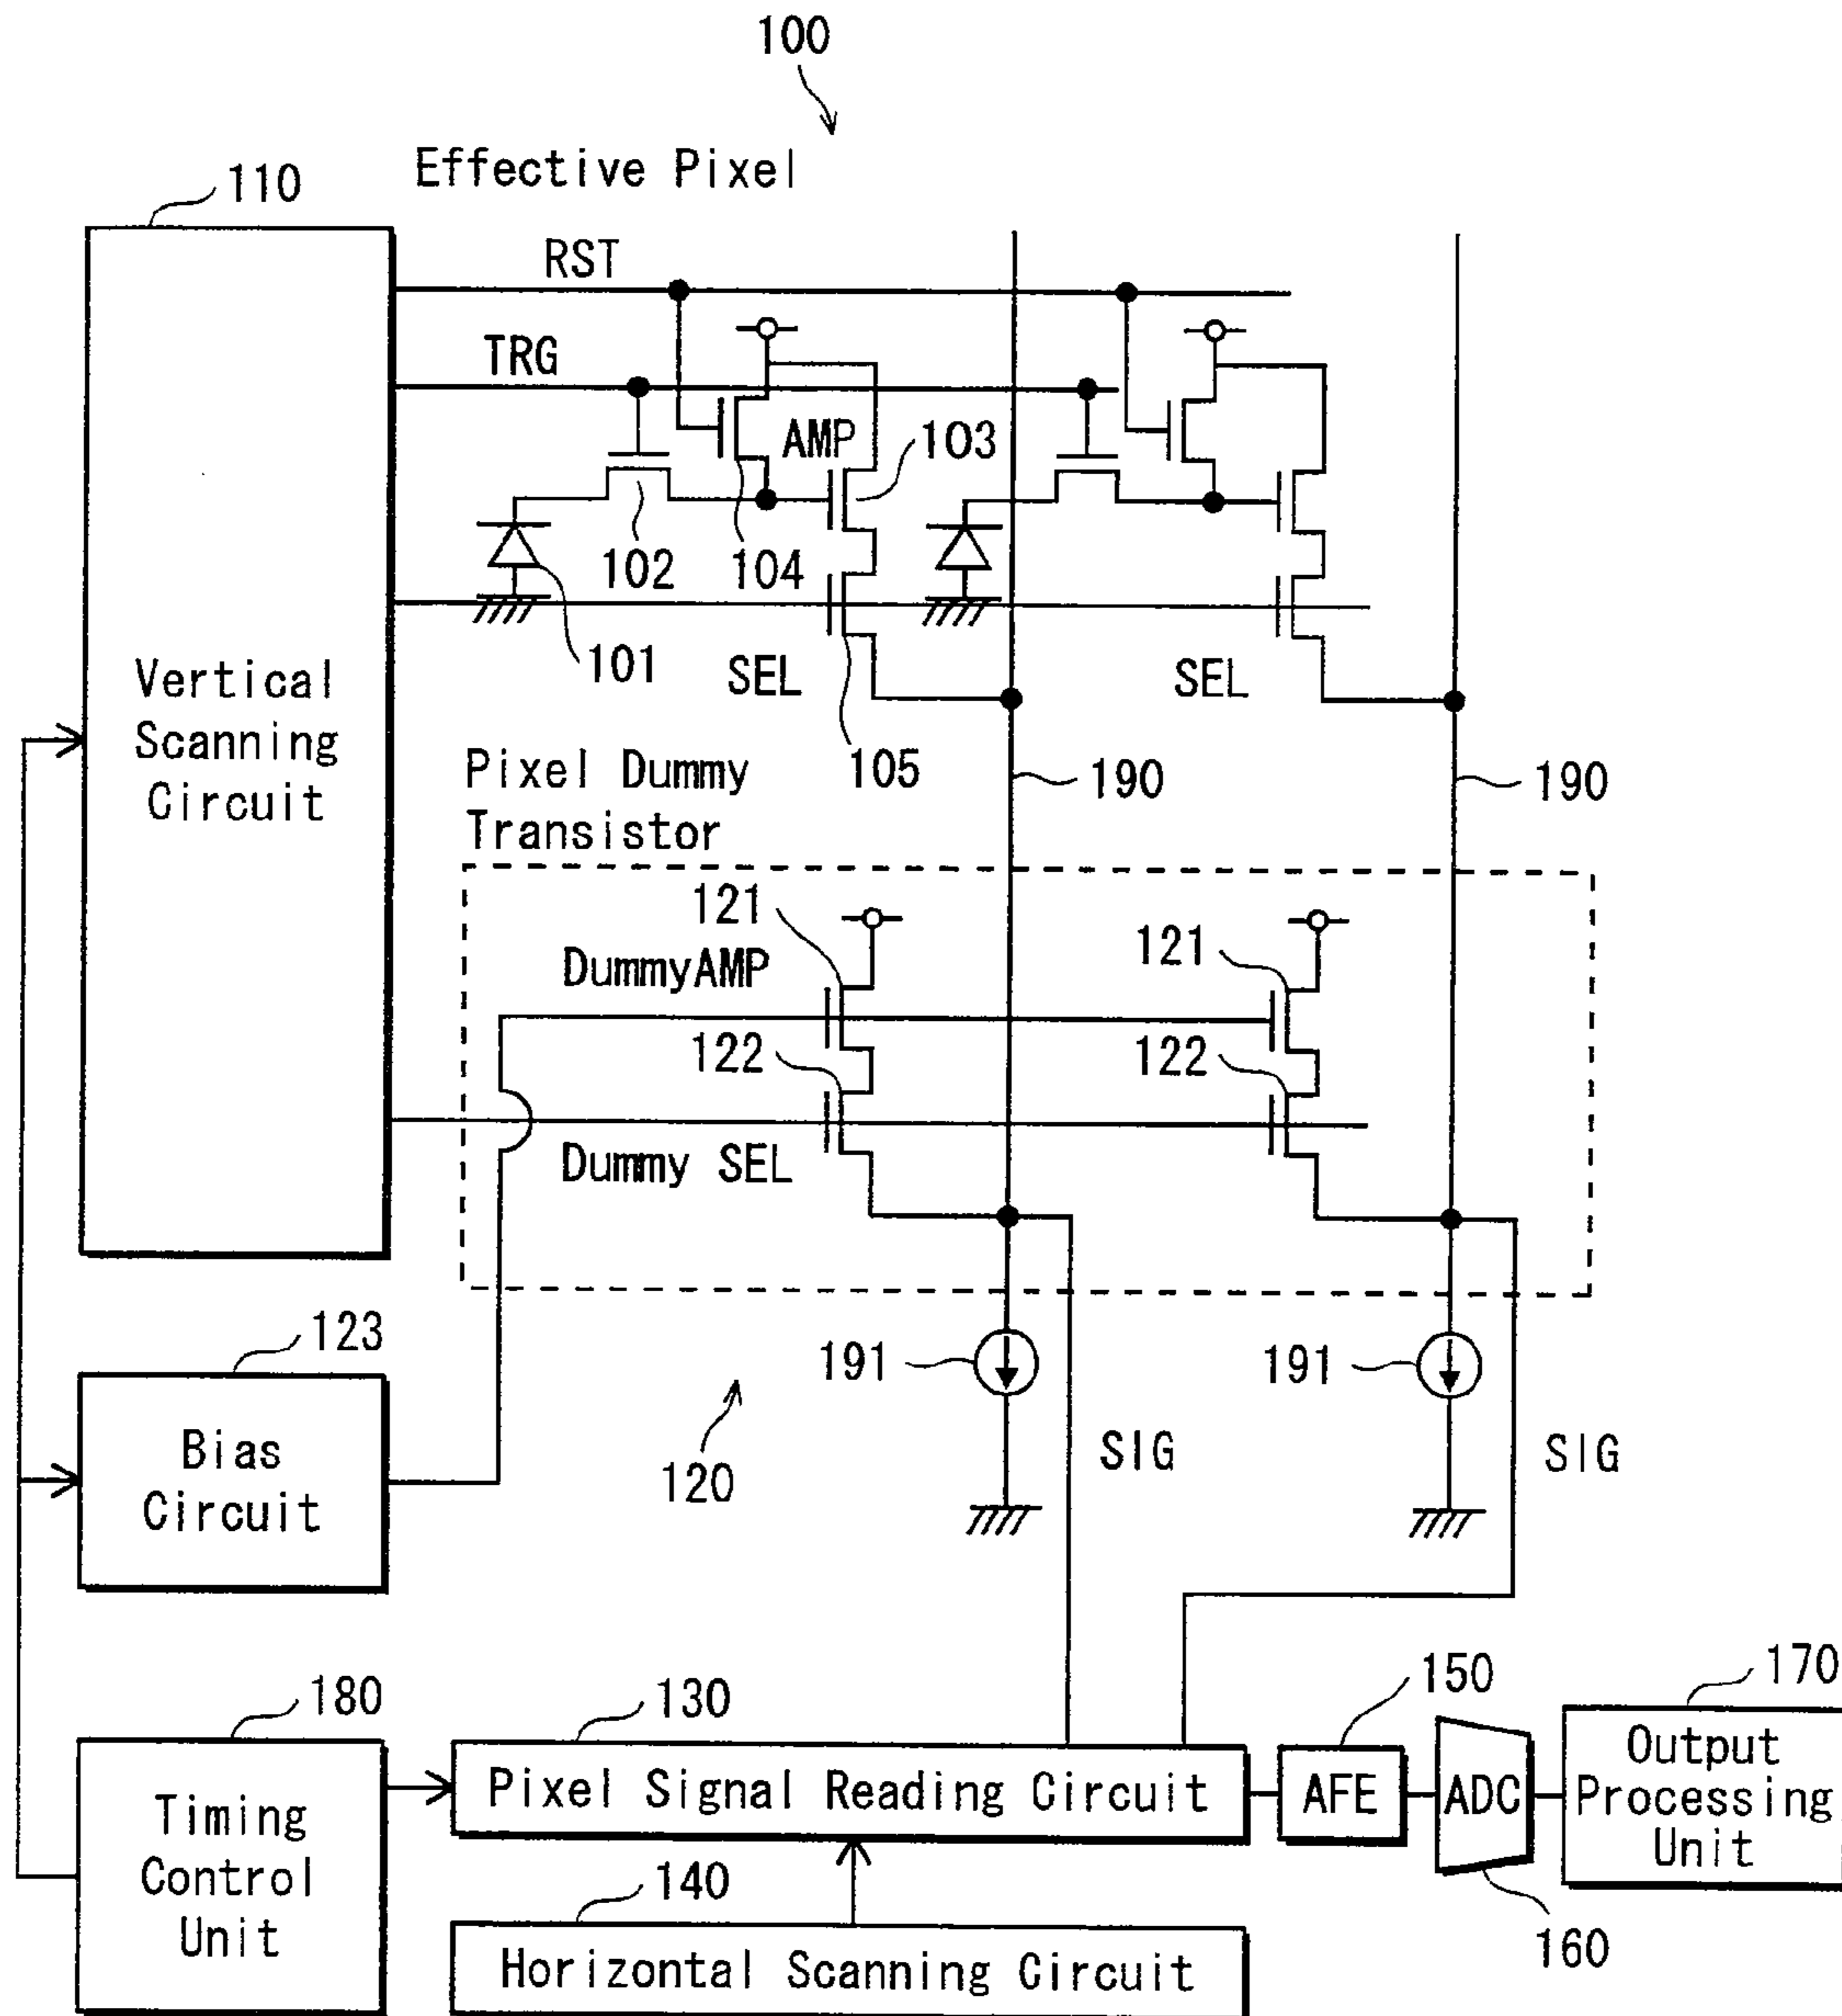 100
Effective Pixel
110
RST
TRG
AMP
103
102
104
101
SEL
SEL
105
190
190
Vertical
Scanning
Circuit
Pixel Dummy
Transistor
121
DummyAMP
121
122
122
Dummy SEL
123
191
191
Bias
Circuit
120
SIG
SIG
180
130
150
170
Timing
Control
Unit
Pixel Signal Reading Circuit
AFE
ADC
Output
Processing
Unit
140
160
Horizontal Scanning Circuit